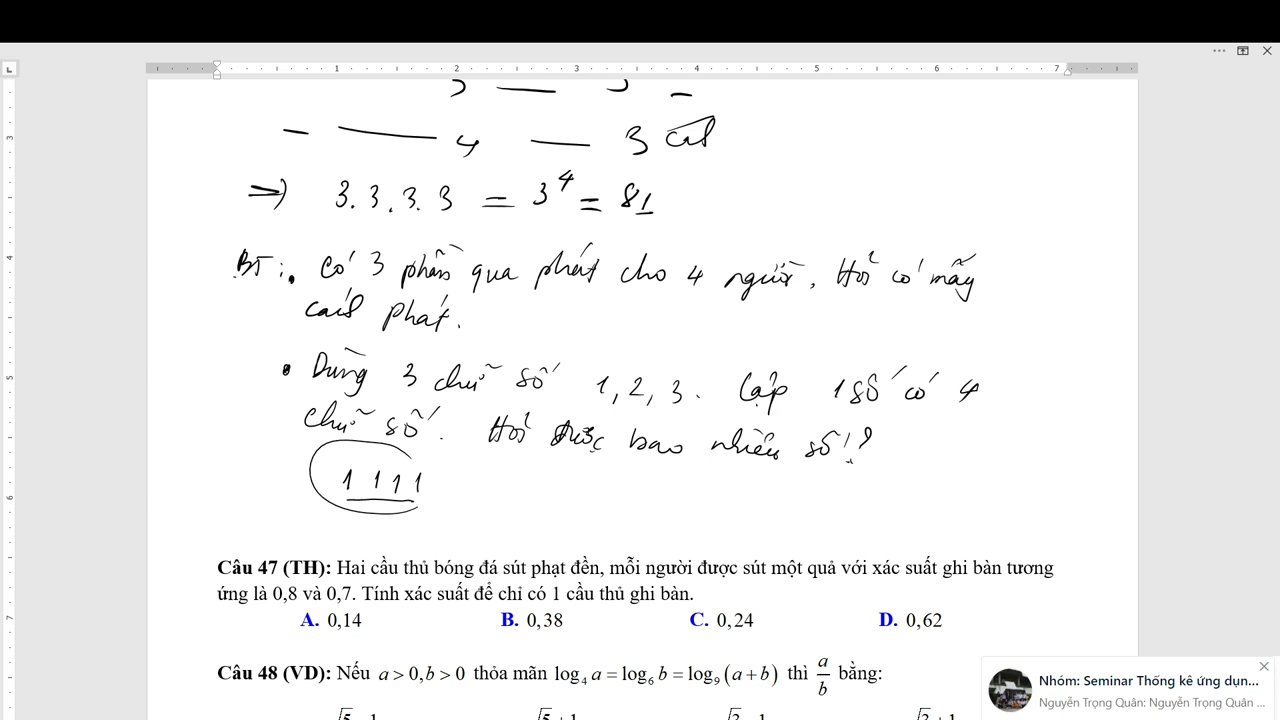 4 — 3 cách
=> 3.3.3.3 = 3^4 = 81
BT: • Có 3 phần quà phát cho 4 người. Hỏi có mấy
cách phát.
• Dùng 3 chữ số 1, 2, 3. Lập 1 số có 4
chữ số. Hỏi được bao nhiêu số!?
1 1 1 1
Câu 47 (TH): Hai cầu thủ bóng đá sút phạt đền, mỗi người được sút một quả với xác suất ghi bàn tương
ứng là 0,8 và 0,7. Tính xác suất để chỉ có 1 cầu thủ ghi bàn.
A. 0,14 B. 0,38 C. 0,24 D. 0,62
Câu 48 (VD): Nếu a > 0, b > 0 thỏa mãn log₄ a = log₆ b = log₉ (a + b) thì a/b bằng:
Nhóm: Seminar Thống kê ứng dụn...
Nguyễn Trọng Quân: Nguyễn Trọng Quân ...